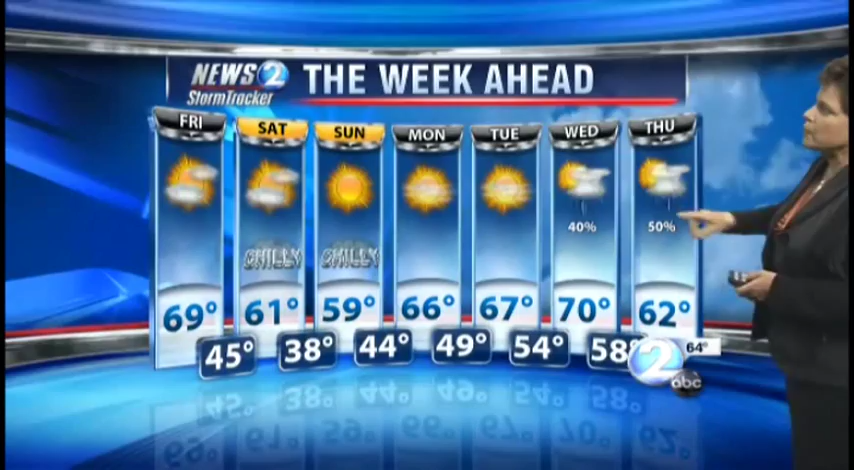 NEWS 2 THE WEEK AHEAD
StormTracker
FRI SAT SUN MON TUE WED THU
40% 50%
CHILLY CHILLY
69° 61° 59° 66° 67° 70° 62°
45° 38° 44° 49° 54° 58°
2 64°
abc